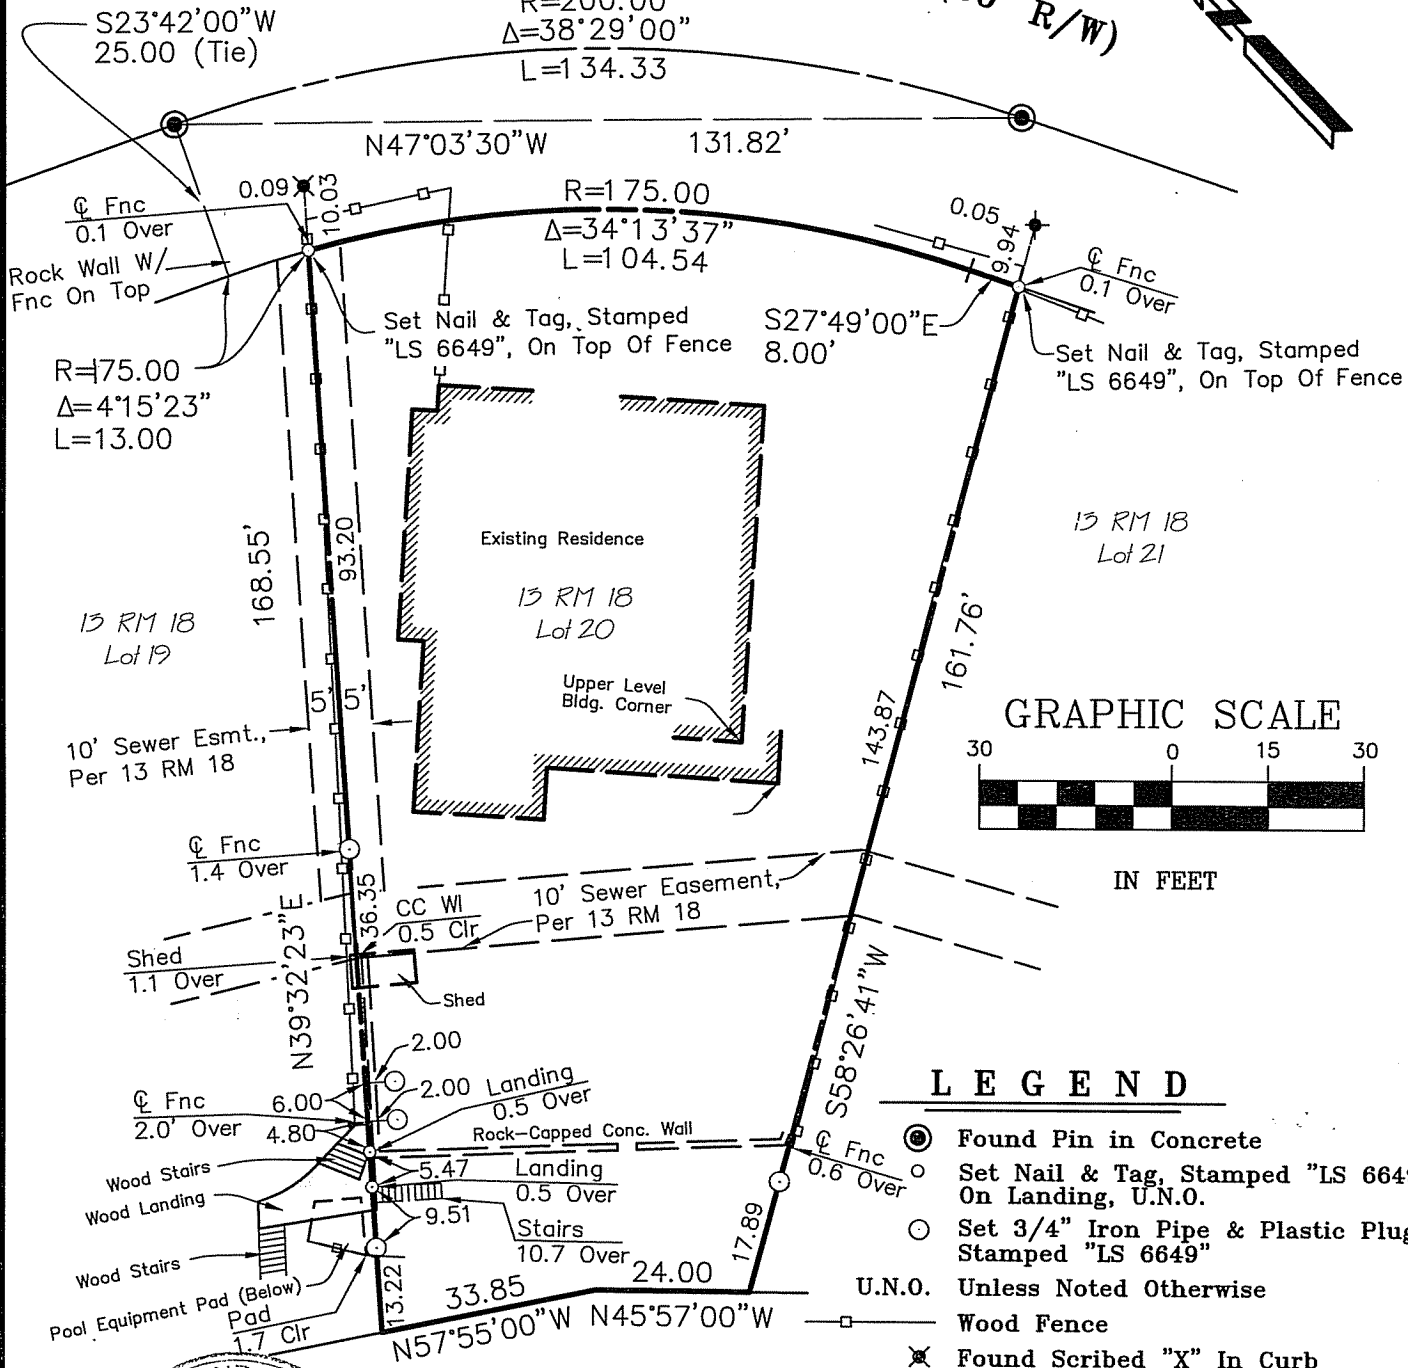 S23°42'00"W
25.00 (Tie)
R=200.00
Δ=38°29'00"
L=134.33
R/W)
N47°03'30"W 131.82'
0.09
10.03
℄ Fnc
0.1 Over
R=175.00
Δ=34°13'37"
L=104.54
0.05
9.94
℄ Fnc
0.1 Over
Rock Wall W/
Fnc On Top
Set Nail & Tag, Stamped
"LS 6649", On Top Of Fence
S27°49'00"E
8.00'
Set Nail & Tag, Stamped
"LS 6649", On Top Of Fence
R=175.00
Δ=4°15'23"
L=13.00
168.55'
93.20
Existing Residence
13 RM 18
Lot 20
13 RM 18
Lot 21
13 RM 18
Lot 19
161.76'
143.87
Upper Level
Bldg. Corner
5' 5'
10' Sewer Esmt.,
Per 13 RM 18
GRAPHIC SCALE
30 0 15 30
IN FEET
℄ Fnc
1.4 Over
36.35
CC Wl
0.5 Clr
10' Sewer Easement,
Per 13 RM 18
N39°32'23"E
Shed
1.1 Over
Shed
S58°26'41"W
2.00
6.00
2.00
Landing
0.5 Over
℄ Fnc
2.0' Over
4.80
Rock-Capped Conc. Wall
℄ Fnc
0.6 Over
Wood Stairs
5.47
Landing
0.5 Over
Wood Landing
9.51
Stairs
10.7 Over
17.89
Wood Stairs
Pool Equipment Pad (Below)
Pad
1.7 Clr
13.22
33.85
24.00
N57°55'00"W
N45°57'00"W
LEGEND
Found Pin in Concrete
Set Nail & Tag, Stamped "LS 664
On Landing, U.N.O.
Set 3/4" Iron Pipe & Plastic Plug
Stamped "LS 6649"
U.N.O. Unless Noted Otherwise
Wood Fence
Found Scribed "X" In Curb